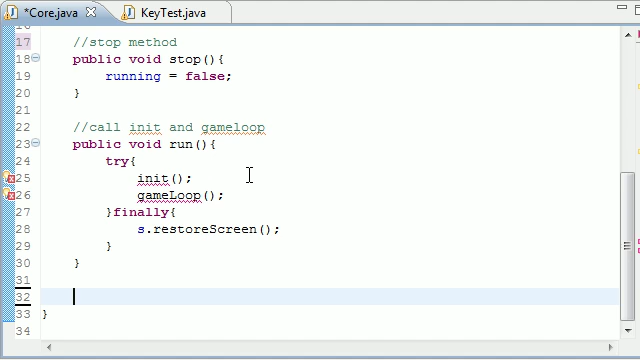 *Core.java KeyTest.java
16
17 //stop method
18 public void stop(){
19 running = false;
20 }
21
22 //call init and gameloop
23 public void run(){
24 try{
25 init();
26 gameLoop();
27 }finally{
28 s.restoreScreen();
29 }
30 }
31
32
33 }
34